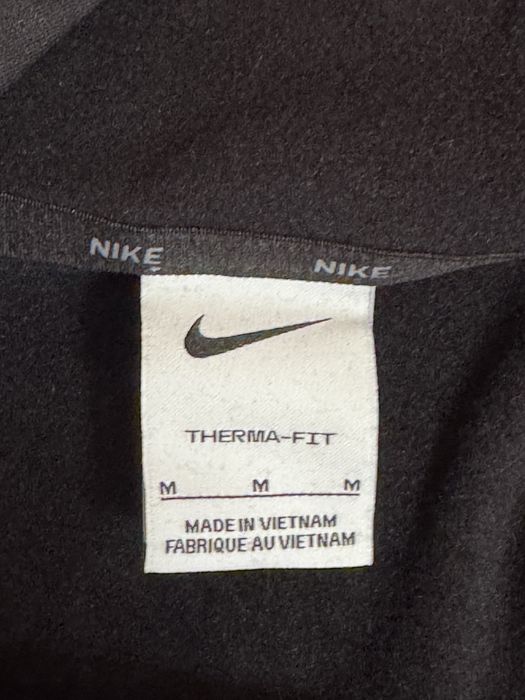 NIKE
NIKE
THERMA-FIT
M M M
MADE IN VIETNAM
FABRIQUE AU VIETNAM